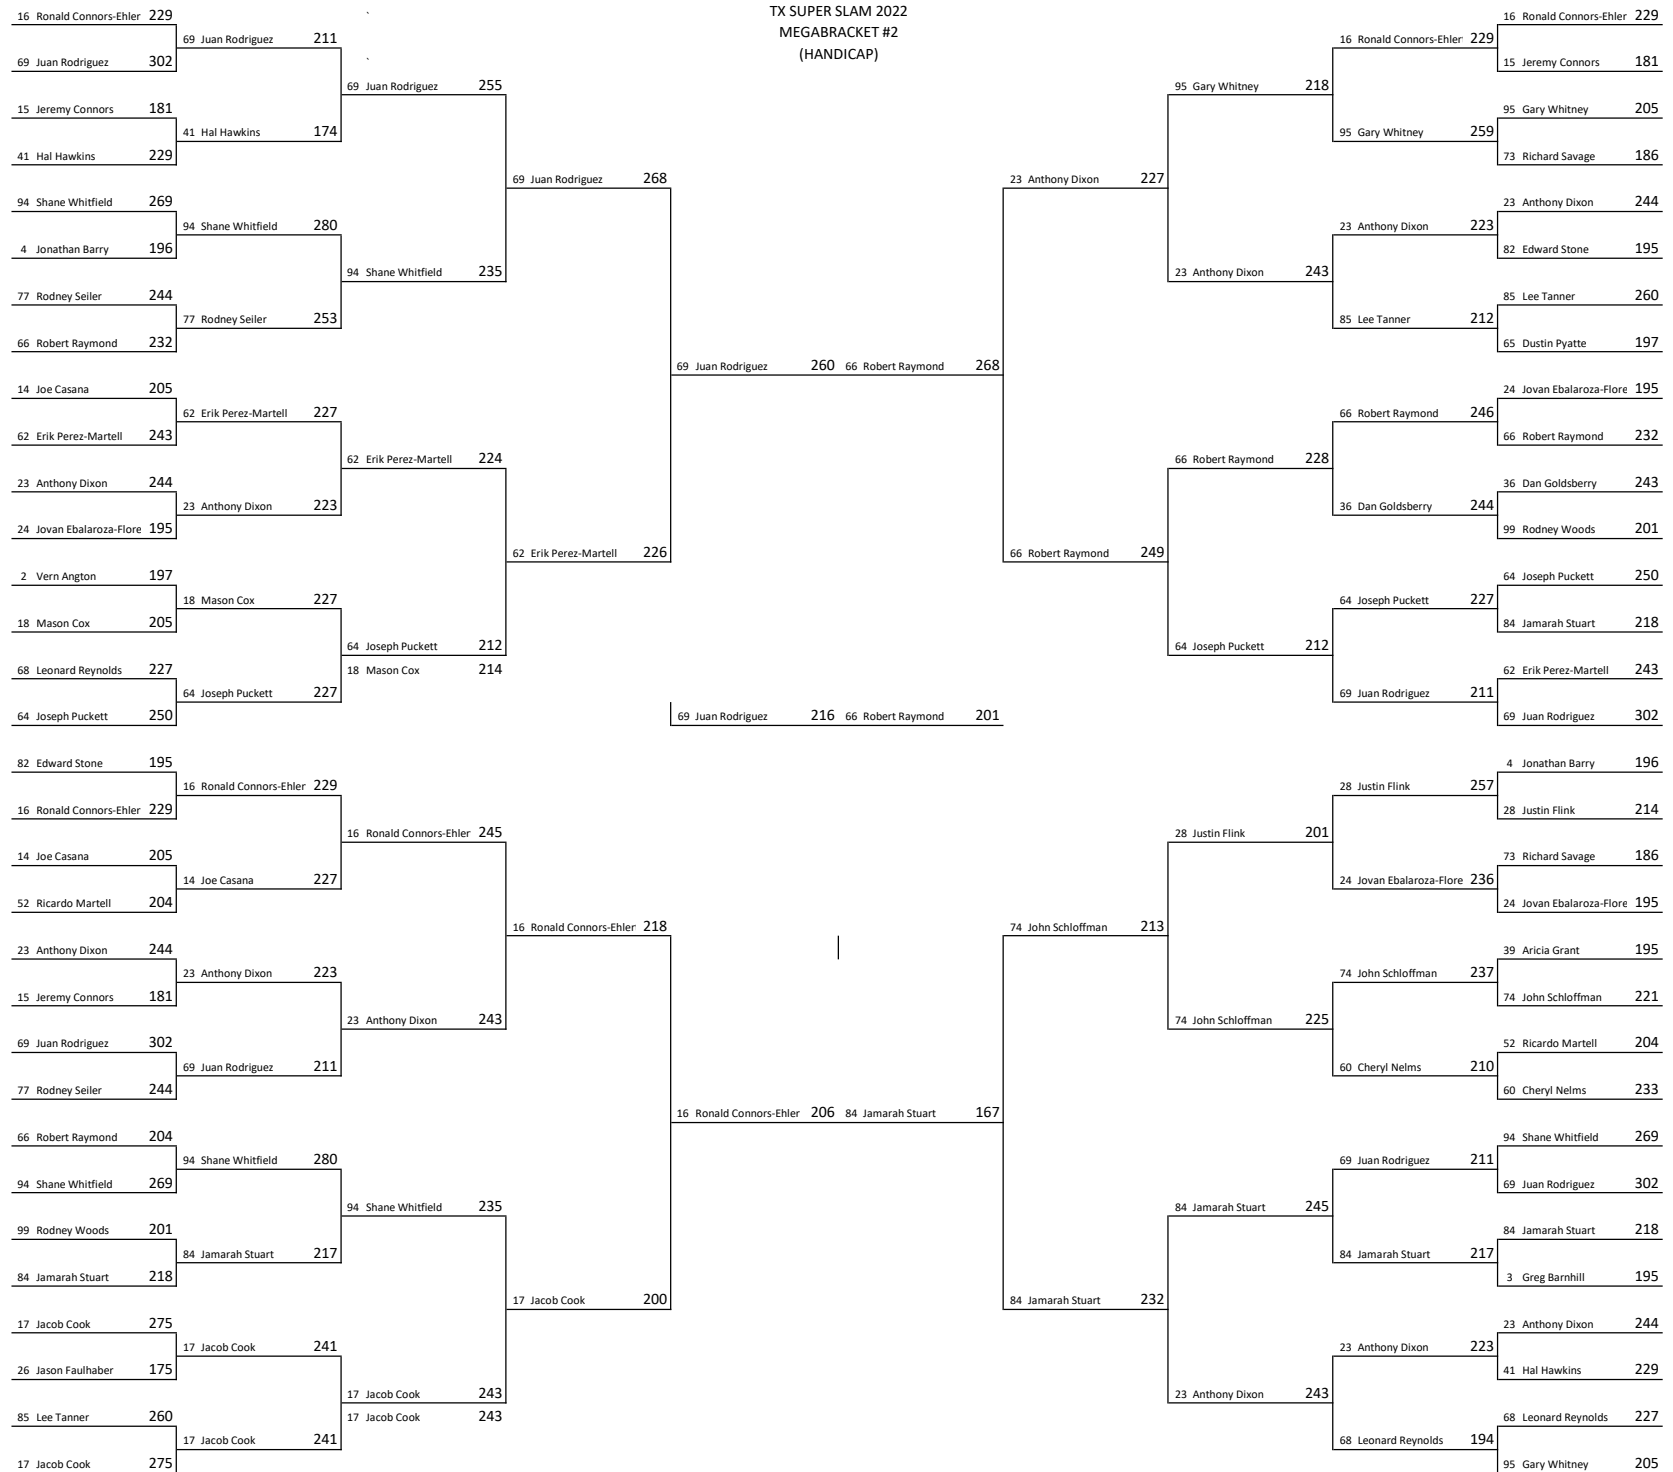 TX SUPER SLAM 2022
MEGABRACKET #2
(HANDICAP)
`
`
16 Ronald Connors-Ehler 229
69 Juan Rodriguez 302
15 Jeremy Connors 181
41 Hal Hawkins 229
94 Shane Whitfield 269
4 Jonathan Barry 196
77 Rodney Seiler 244
66 Robert Raymond 232
14 Joe Casana 205
62 Erik Perez-Martell 243
23 Anthony Dixon 244
24 Jovan Ebalaroza-Flore 195
2 Vern Angton 197
18 Mason Cox 205
68 Leonard Reynolds 227
64 Joseph Puckett 250
82 Edward Stone 195
16 Ronald Connors-Ehler 229
14 Joe Casana 205
52 Ricardo Martell 204
23 Anthony Dixon 244
15 Jeremy Connors 181
69 Juan Rodriguez 302
77 Rodney Seiler 244
66 Robert Raymond 204
94 Shane Whitfield 269
99 Rodney Woods 201
84 Jamarah Stuart 218
17 Jacob Cook 275
26 Jason Faulhaber 175
85 Lee Tanner 260
17 Jacob Cook 275
69 Juan Rodriguez 211
41 Hal Hawkins 174
94 Shane Whitfield 280
77 Rodney Seiler 253
62 Erik Perez-Martell 227
23 Anthony Dixon 223
18 Mason Cox 227
64 Joseph Puckett 227
16 Ronald Connors-Ehler 229
14 Joe Casana 227
23 Anthony Dixon 223
69 Juan Rodriguez 211
94 Shane Whitfield 280
84 Jamarah Stuart 217
17 Jacob Cook 241
17 Jacob Cook 241
69 Juan Rodriguez 255
94 Shane Whitfield 235
62 Erik Perez-Martell 224
64 Joseph Puckett 212
18 Mason Cox 214
16 Ronald Connors-Ehler 245
23 Anthony Dixon 243
94 Shane Whitfield 235
17 Jacob Cook 243
17 Jacob Cook 243
69 Juan Rodriguez 268
62 Erik Perez-Martell 226
16 Ronald Connors-Ehler 218
17 Jacob Cook 200
69 Juan Rodriguez 260 66 Robert Raymond 268
69 Juan Rodriguez 216 66 Robert Raymond 201
16 Ronald Connors-Ehler 206 84 Jamarah Stuart 167
23 Anthony Dixon 227
66 Robert Raymond 249
74 John Schloffman 213
84 Jamarah Stuart 232
95 Gary Whitney 218
23 Anthony Dixon 243
66 Robert Raymond 228
64 Joseph Puckett 212
28 Justin Flink 201
74 John Schloffman 225
84 Jamarah Stuart 245
23 Anthony Dixon 243
16 Ronald Connors-Ehler 229
95 Gary Whitney 259
23 Anthony Dixon 223
85 Lee Tanner 212
66 Robert Raymond 246
36 Dan Goldsberry 244
64 Joseph Puckett 227
69 Juan Rodriguez 211
28 Justin Flink 257
24 Jovan Ebalaroza-Flore 236
74 John Schloffman 237
60 Cheryl Nelms 210
69 Juan Rodriguez 211
84 Jamarah Stuart 217
23 Anthony Dixon 223
68 Leonard Reynolds 194
16 Ronald Connors-Ehler 229
15 Jeremy Connors 181
95 Gary Whitney 205
73 Richard Savage 186
23 Anthony Dixon 244
82 Edward Stone 195
85 Lee Tanner 260
65 Dustin Pyatte 197
24 Jovan Ebalaroza-Flore 195
66 Robert Raymond 232
36 Dan Goldsberry 243
99 Rodney Woods 201
64 Joseph Puckett 250
84 Jamarah Stuart 218
62 Erik Perez-Martell 243
69 Juan Rodriguez 302
4 Jonathan Barry 196
28 Justin Flink 214
73 Richard Savage 186
24 Jovan Ebalaroza-Flore 195
39 Aricia Grant 195
74 John Schloffman 221
52 Ricardo Martell 204
60 Cheryl Nelms 233
94 Shane Whitfield 269
69 Juan Rodriguez 302
84 Jamarah Stuart 218
3 Greg Barnhill 195
23 Anthony Dixon 244
41 Hal Hawkins 229
68 Leonard Reynolds 227
95 Gary Whitney 205